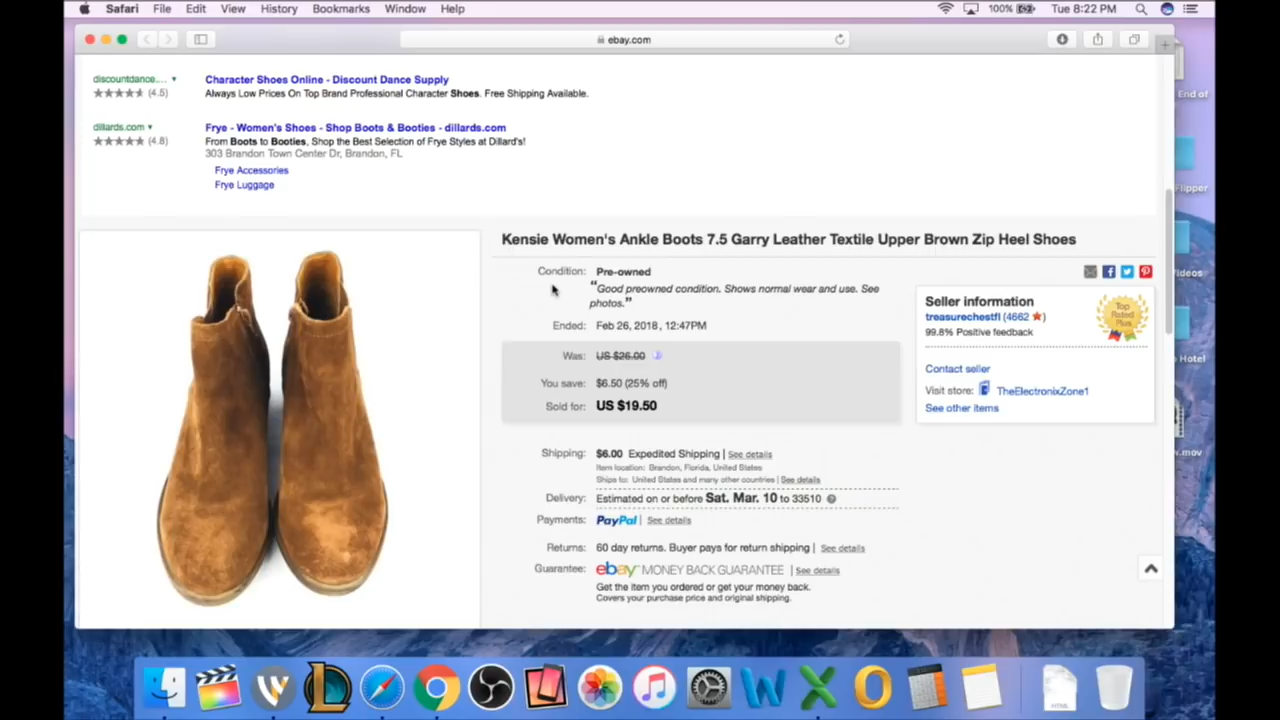 Safari File Edit View History Bookmarks Window Help 100% Tue 8:22 PM
ebay.com
discountdance.... Character Shoes Online - Discount Dance Supply
(4.5) Always Low Prices On Top Brand Professional Character Shoes. Free Shipping Available.
dillards.com Frye - Women's Shoes - Shop Boots & Booties - dillards.com
(4.8) From Boots to Booties, Shop the Best Selection of Frye Styles at Dillard's!
303 Brandon Town Center Dr, Brandon, FL
Frye Accessories
Frye Luggage
End of
Flipper
Hotel
Kensie Women's Ankle Boots 7.5 Garry Leather Textile Upper Brown Zip Heel Shoes
Condition: Pre-owned
"Good preowned condition. Shows normal wear and use. See
photos."
Ended: Feb 26, 2018, 12:47PM
Was: US $26.00
You save: $6.50 (25% off)
Sold for: US $19.50
Shipping: $6.00 Expedited Shipping | See details
Item location: Brandon, Florida, United States
Ships to: United States and many other countries | See details
Delivery: Estimated on or before Sat. Mar. 10 to 33510
Payments: PayPal | See details
Returns: 60 day returns. Buyer pays for return shipping | See details
Guarantee: ebay MONEY BACK GUARANTEE | See details
Get the item you ordered or get your money back.
Covers your purchase price and original shipping.
Seller information
treasurechestfl (4662)
99.8% Positive feedback
Top
Rated
Plus
Contact seller
Visit store: TheElectronixZone1
See other items
HTML